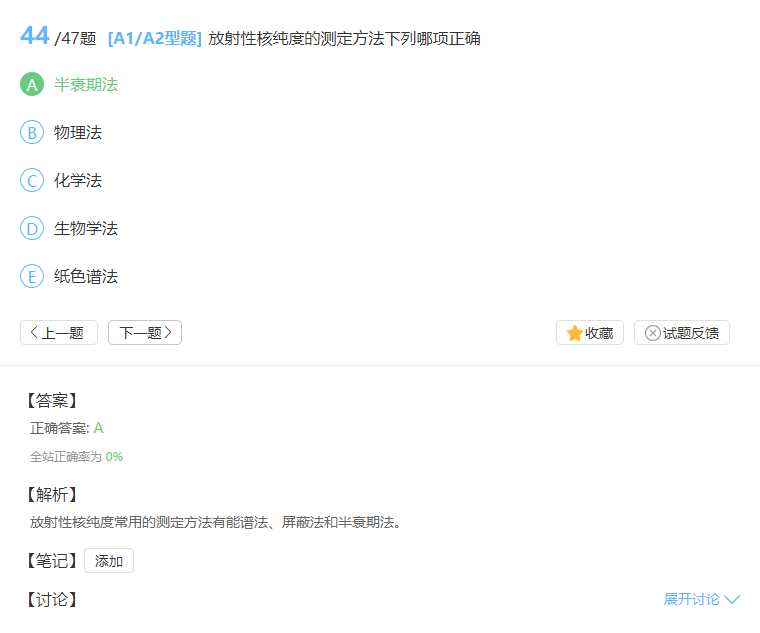 44 /47题 [A1/A2型题] 放射性核纯度的测定方法下列哪项正确
A 半衰期法
B 物理法
C 化学法
D 生物学法
E 纸色谱法
上一题 下一题 收藏 试题反馈
【答案】
正确答案: A
全站正确率为 0%
【解析】
放射性核纯度常用的测定方法有能谱法、屏蔽法和半衰期法。
【笔记】 添加
【讨论】 展开讨论